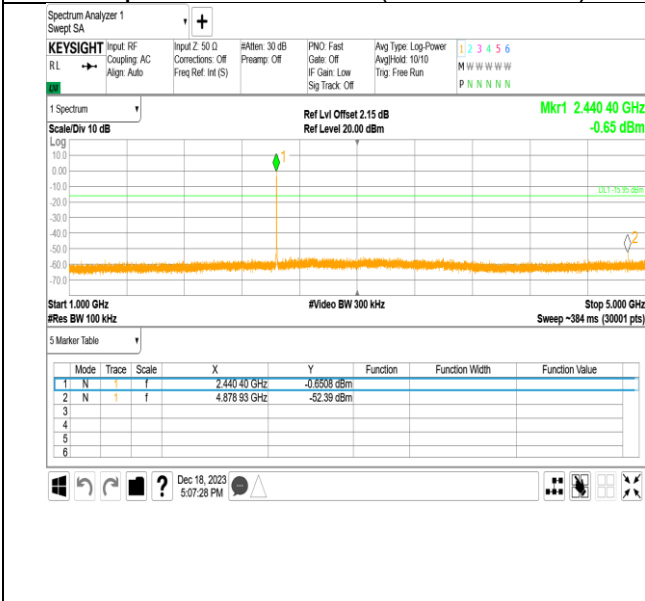 Spectrum Analyzer 1
Swept SA
+
KEYSIGHT Input: RF Input Z: 50 Ω #Atten: 30 dB PNO: Fast Avg Type: Log-Power 1 2 3 4 5 6
RL Coupling: AC Corrections: Off Preamp: Off Gate: Off Avg|Hold: 10/10 M W W W W W
Align: Auto Freq Ref: Int (S) IF Gain: Low Trig: Free Run
Sig Track: Off P N N N N N
1 Spectrum Ref Lvl Offset 2.15 dB Mkr1 2.440 40 GHz
Scale/Div 10 dB Ref Level 20.00 dBm -0.65 dBm
Log
10.0
1
0.00
-10.0
-20.0
-30.0
-40.0
2
-50.0
-60.0
-70.0
Start 1.000 GHz #Video BW 300 kHz Stop 5.000 GHz
#Res BW 100 kHz Sweep ~384 ms (30001 pts)
5 Marker Table
Mode Trace Scale X Y Function Function Width Function Value
1 N 1 f 2.440 40 GHz -0.6508 dBm
2 N 1 f 4.878 93 GHz -52.39 dBm
3
4
5
6
? Dec 18, 2023
5:07:28 PM